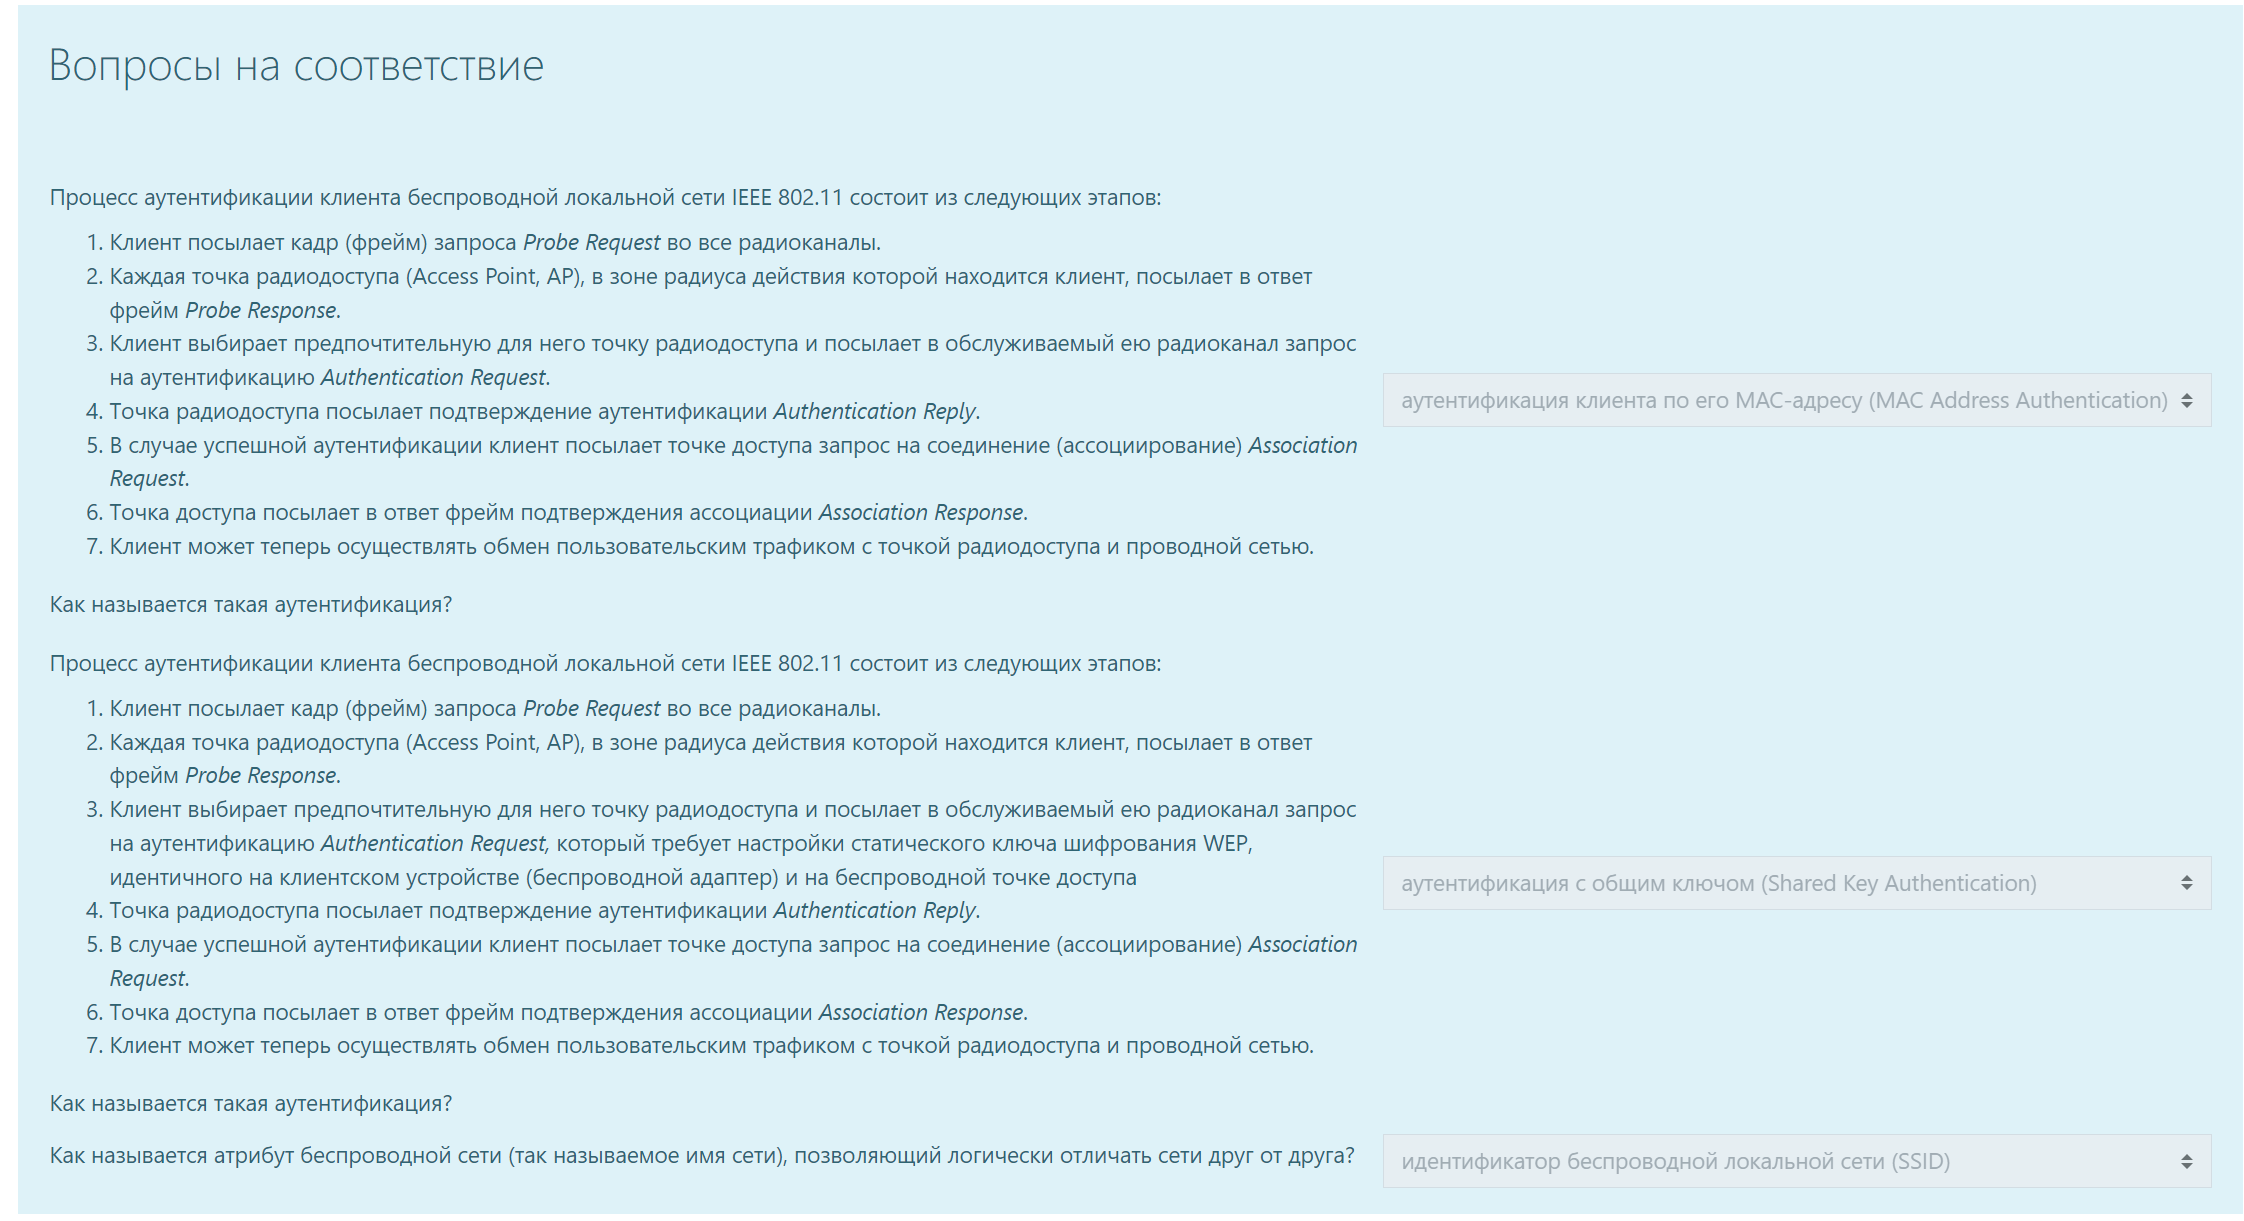 Вопросы на соответствие
Процесс аутентификации клиента беспроводной локальной сети IEEE 802.11 состоит из следующих этапов:
1. Клиент посылает кадр (фрейм) запроса Probe Request во все радиоканалы.
2. Каждая точка радиодоступа (Access Point, AP), в зоне радиуса действия которой находится клиент, посылает в ответ
фрейм Probe Response.
3. Клиент выбирает предпочтительную для него точку радиодоступа и посылает в обслуживаемый ею радиоканал запрос
на аутентификацию Authentication Request.
4. Точка радиодоступа посылает подтверждение аутентификации Authentication Reply.
5. В случае успешной аутентификации клиент посылает точке доступа запрос на соединение (ассоциирование) Association
Request.
6. Точка доступа посылает в ответ фрейм подтверждения ассоциации Association Response.
7. Клиент может теперь осуществлять обмен пользовательским трафиком с точкой радиодоступа и проводной сетью.
Как называется такая аутентификация?
аутентификация клиента по его MAC-адресу (MAC Address Authentication)
Процесс аутентификации клиента беспроводной локальной сети IEEE 802.11 состоит из следующих этапов:
1. Клиент посылает кадр (фрейм) запроса Probe Request во все радиоканалы.
2. Каждая точка радиодоступа (Access Point, AP), в зоне радиуса действия которой находится клиент, посылает в ответ
фрейм Probe Response.
3. Клиент выбирает предпочтительную для него точку радиодоступа и посылает в обслуживаемый ею радиоканал запрос
на аутентификацию Authentication Request, который требует настройки статического ключа шифрования WEP,
идентичного на клиентском устройстве (беспроводной адаптер) и на беспроводной точке доступа
4. Точка радиодоступа посылает подтверждение аутентификации Authentication Reply.
5. В случае успешной аутентификации клиент посылает точке доступа запрос на соединение (ассоциирование) Association
Request.
6. Точка доступа посылает в ответ фрейм подтверждения ассоциации Association Response.
7. Клиент может теперь осуществлять обмен пользовательским трафиком с точкой радиодоступа и проводной сетью.
Как называется такая аутентификация?
аутентификация с общим ключом (Shared Key Authentication)
Как называется атрибут беспроводной сети (так называемое имя сети), позволяющий логически отличать сети друг от друга?
идентификатор беспроводной локальной сети (SSID)